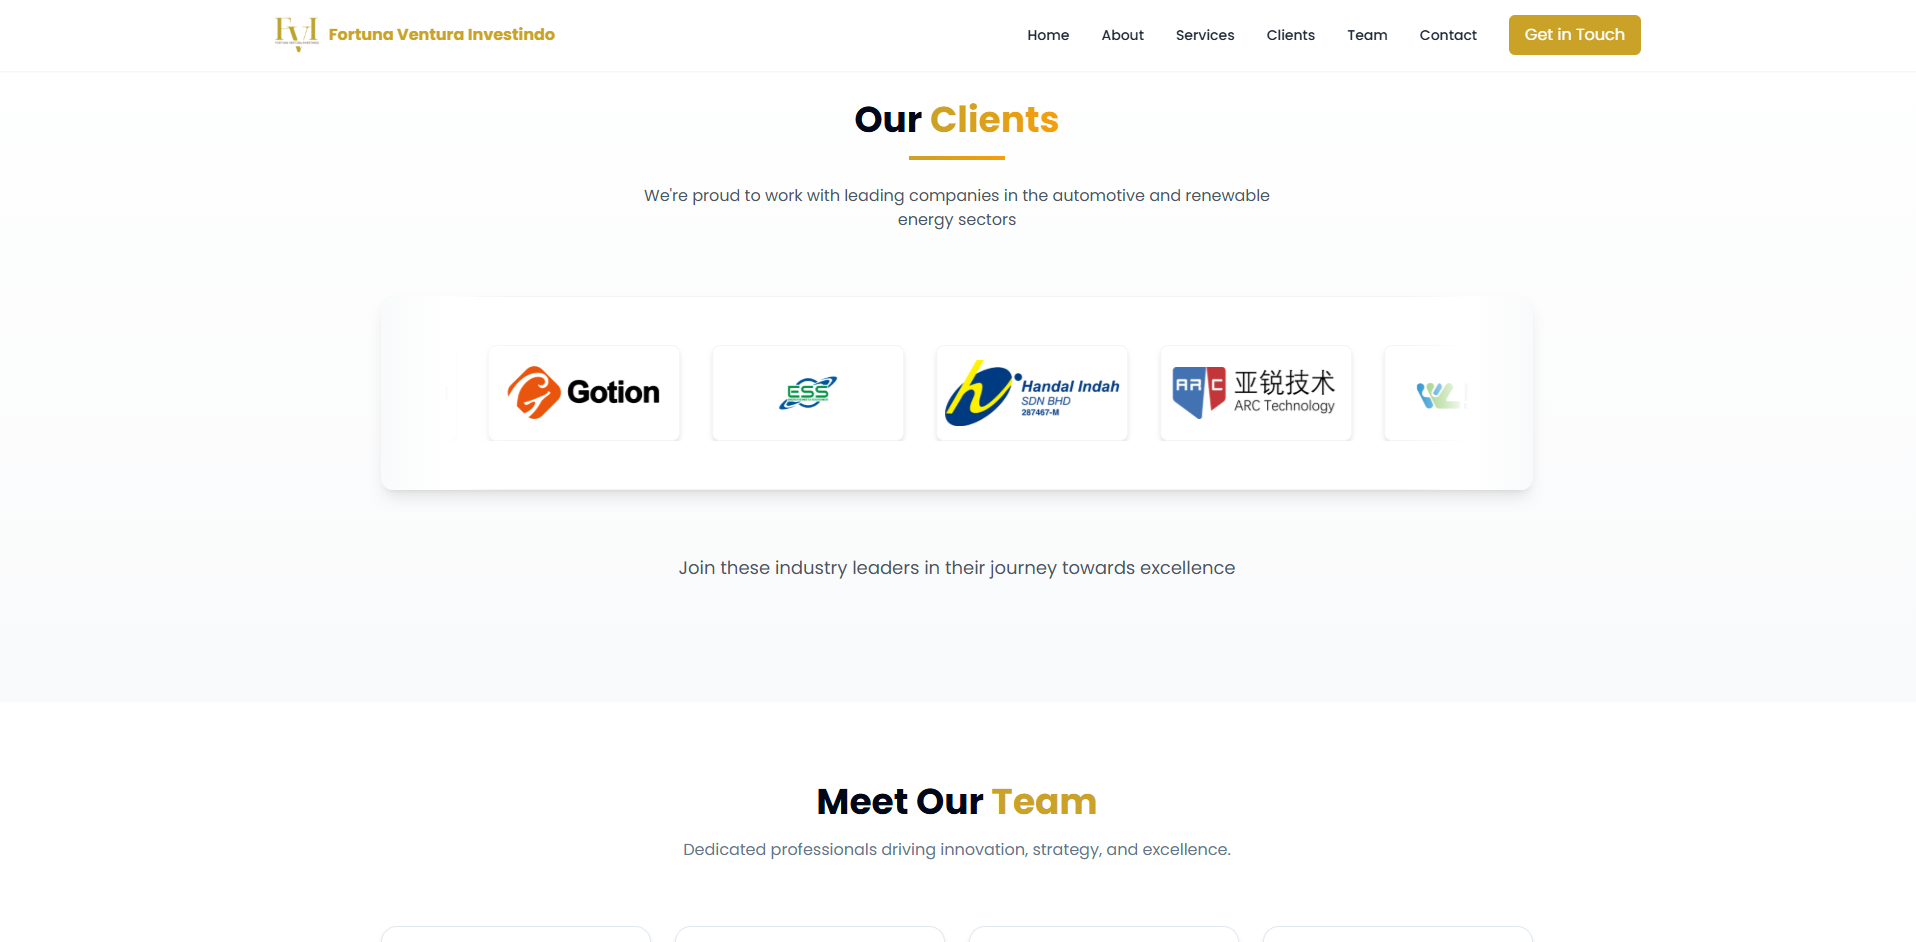 Fortuna Ventura Investindo
Home
About
Services
Clients
Team
Contact
Get in Touch
Our Clients
We're proud to work with leading companies in the automotive and renewable
energy sectors
Gotion
ESS
Handal Indah
SDN BHD
287467-M
ARC
亚锐技术
ARC Technology
Join these industry leaders in their journey towards excellence
Meet Our Team
Dedicated professionals driving innovation, strategy, and excellence.